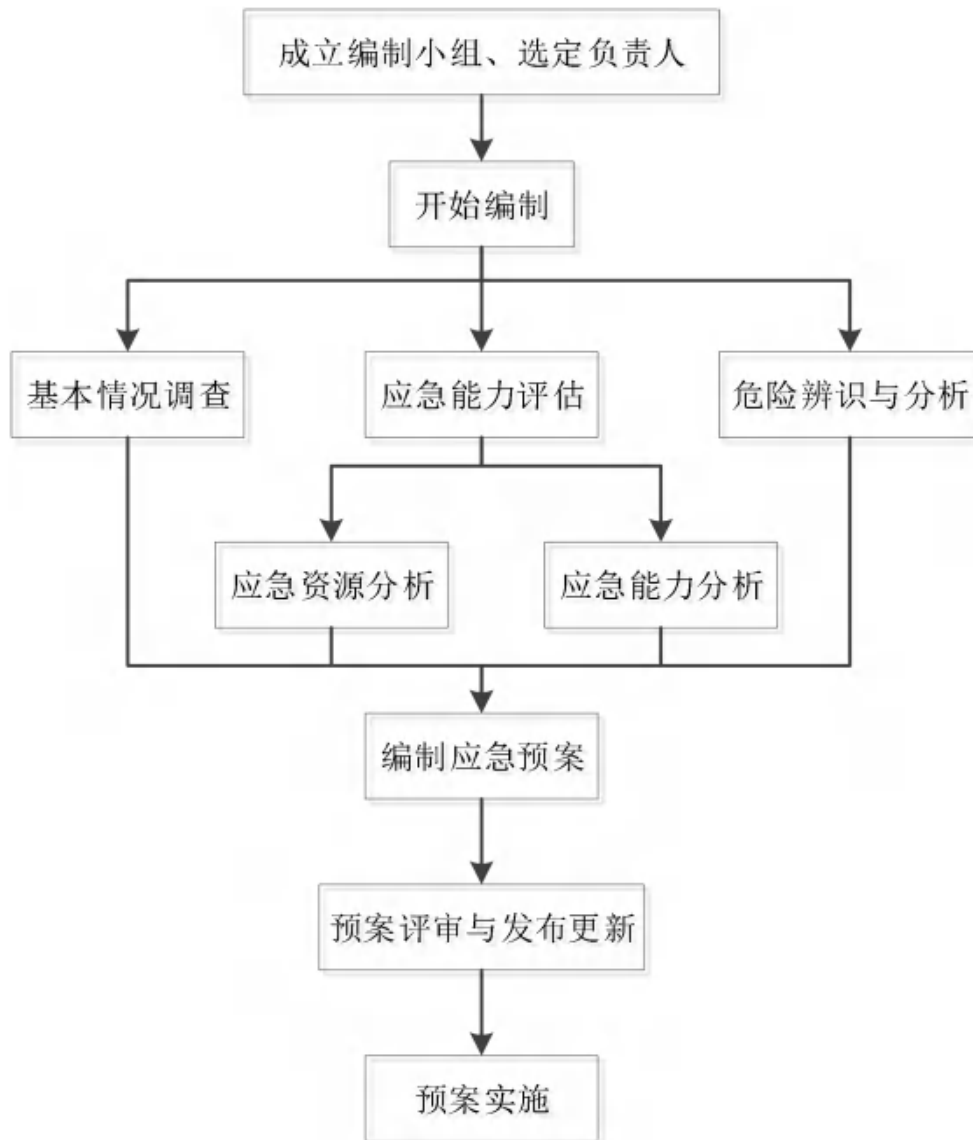 成立编制小组、选定负责人
开始编制
基本情况调查
应急能力评估
危险辨识与分析
应急资源分析
应急能力分析
编制应急预案
预案评审与发布更新
预案实施